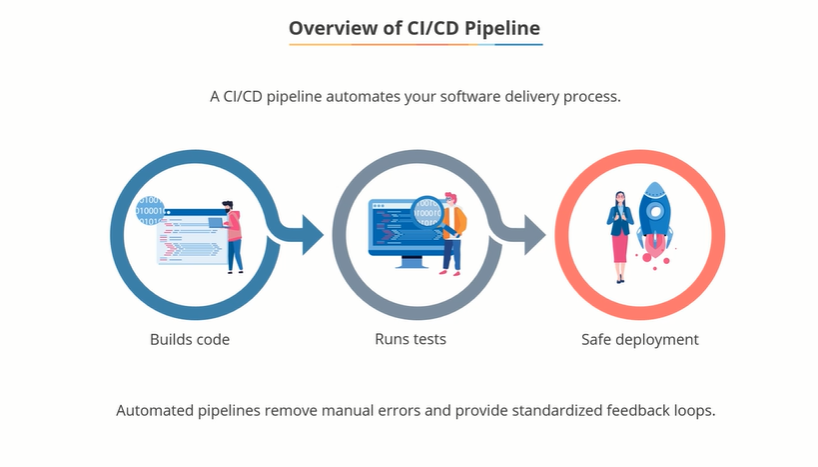 Overview of CI/CD Pipeline
A CI/CD pipeline automates your software delivery process.
Builds code
Runs tests
Safe deployment
Automated pipelines remove manual errors and provide standardized feedback loops.